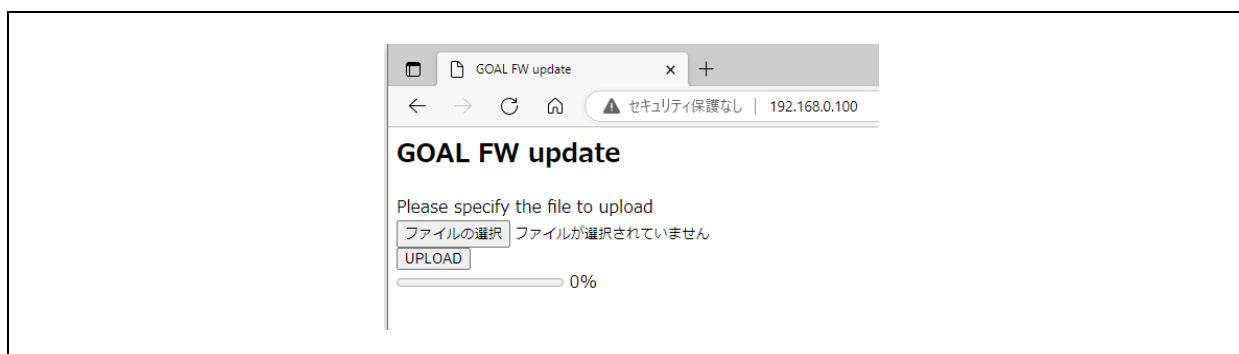 GOAL FW update
セキュリティ保護なし | 192.168.0.100
GOAL FW update
Please specify the file to upload
ファイルの選択 ファイルが選択されていません
UPLOAD
0%